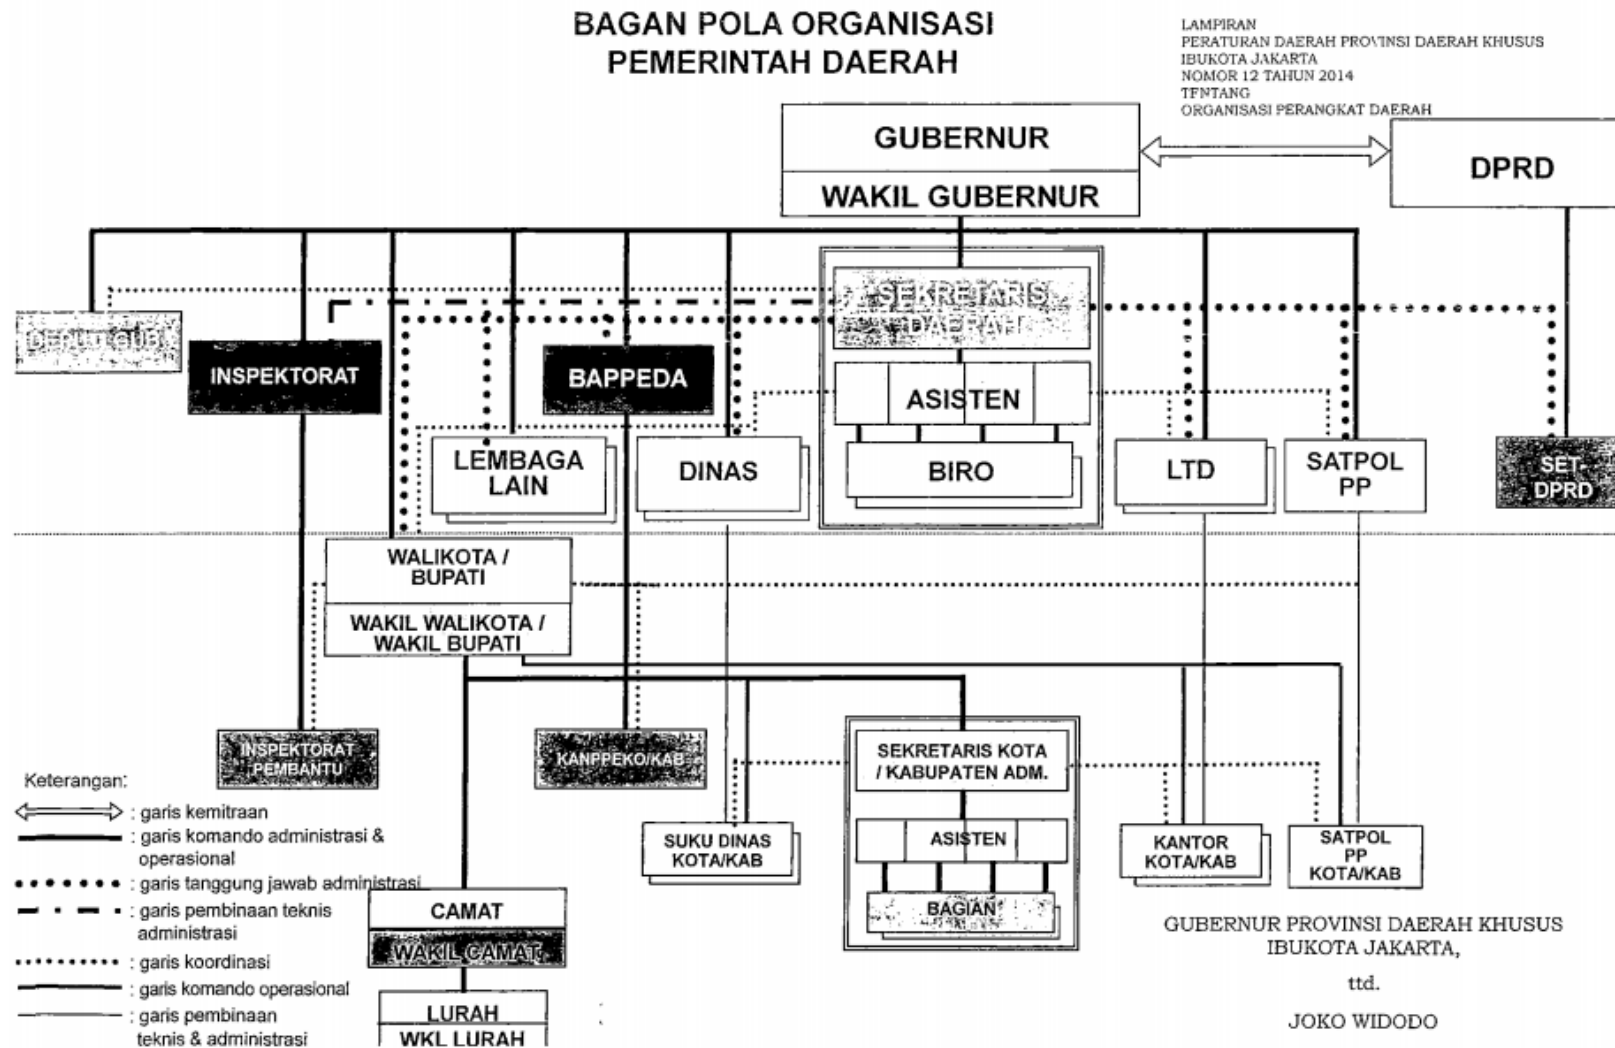 BAGAN POLA ORGANISASI
PEMERINTAH DAERAH
LAMPIRAN
PERATURAN DAERAH PROVINSI DAERAH KHUSUS
IBUKOTA JAKARTA
NOMOR 12 TAHUN 2014
TENTANG
ORGANISASI PERANGKAT DAERAH
GUBERNUR
WAKIL GUBERNUR
DPRD
SEKRETARIS
DAERAH
DEPUTI GUB
INSPEKTORAT
BAPPEDA
ASISTEN
LEMBAGA
LAIN
DINAS
BIRO
LTD
SATPOL
PP
SET-
DPRD
WALIKOTA /
BUPATI
WAKIL WALIKOTA /
WAKIL BUPATI
INSPEKTORAT
PEMBANTU
KANPPEKO/KAB
SEKRETARIS KOTA
/ KABUPATEN ADM.
SUKU DINAS
KOTA/KAB
ASISTEN
BAGIAN
KANTOR
KOTA/KAB
SATPOL
PP
KOTA/KAB
CAMAT
WAKIL CAMAT
LURAH
WKL LURAH
Keterangan:
: garis kemitraan
: garis komando administrasi &
operasional
: garis tanggung jawab administrasi
: garis pembinaan teknis
administrasi
: garis koordinasi
: garis komando operasional
: garis pembinaan
teknis & administrasi
GUBERNUR PROVINSI DAERAH KHUSUS
IBUKOTA JAKARTA,
ttd.
JOKO WIDODO